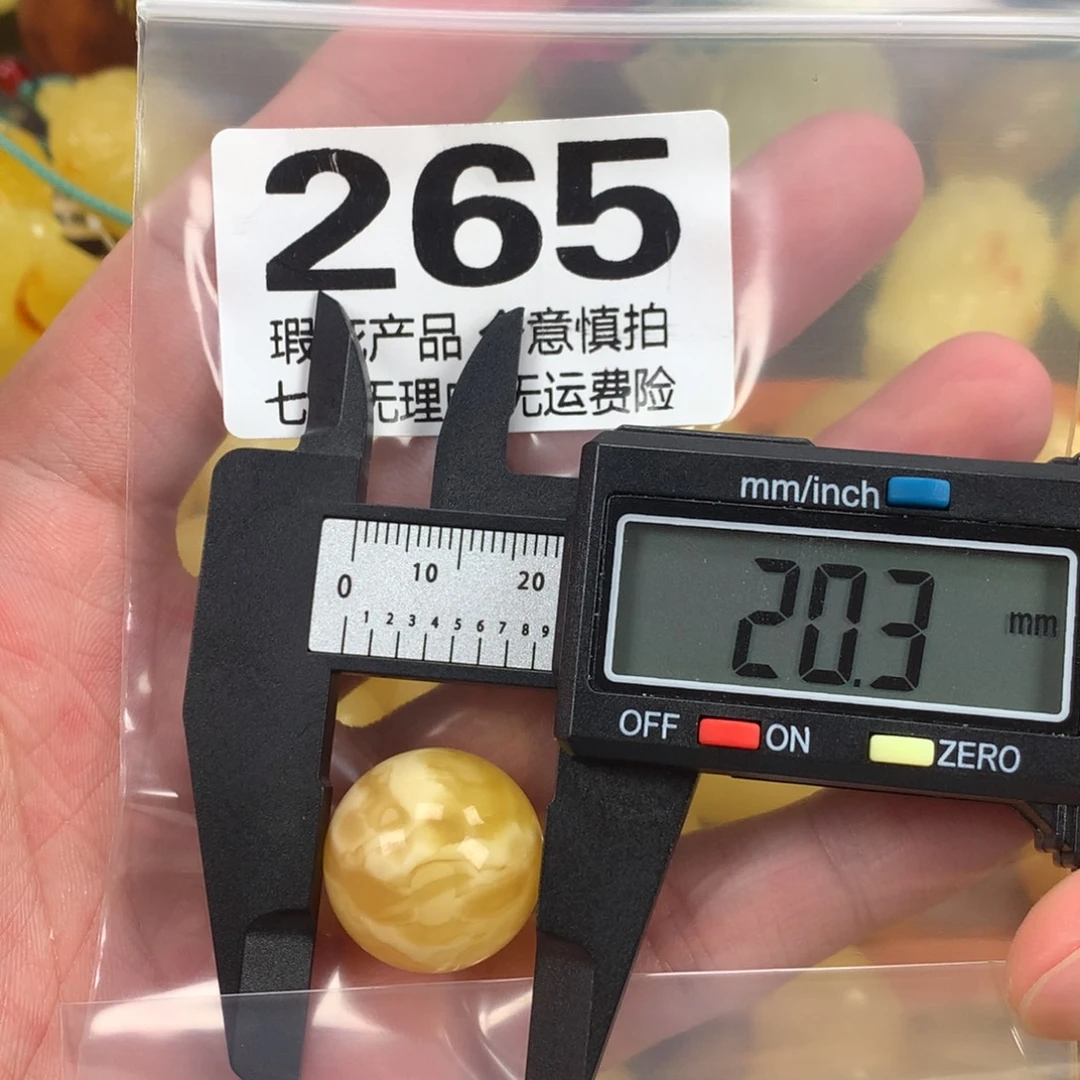 265
瑕 产品 意慎拍
七 无理 无运费险
mm/inch
0 10 20
1 2 3 4 5 6 7 8 9
20.3 mm
OFF ON ZERO